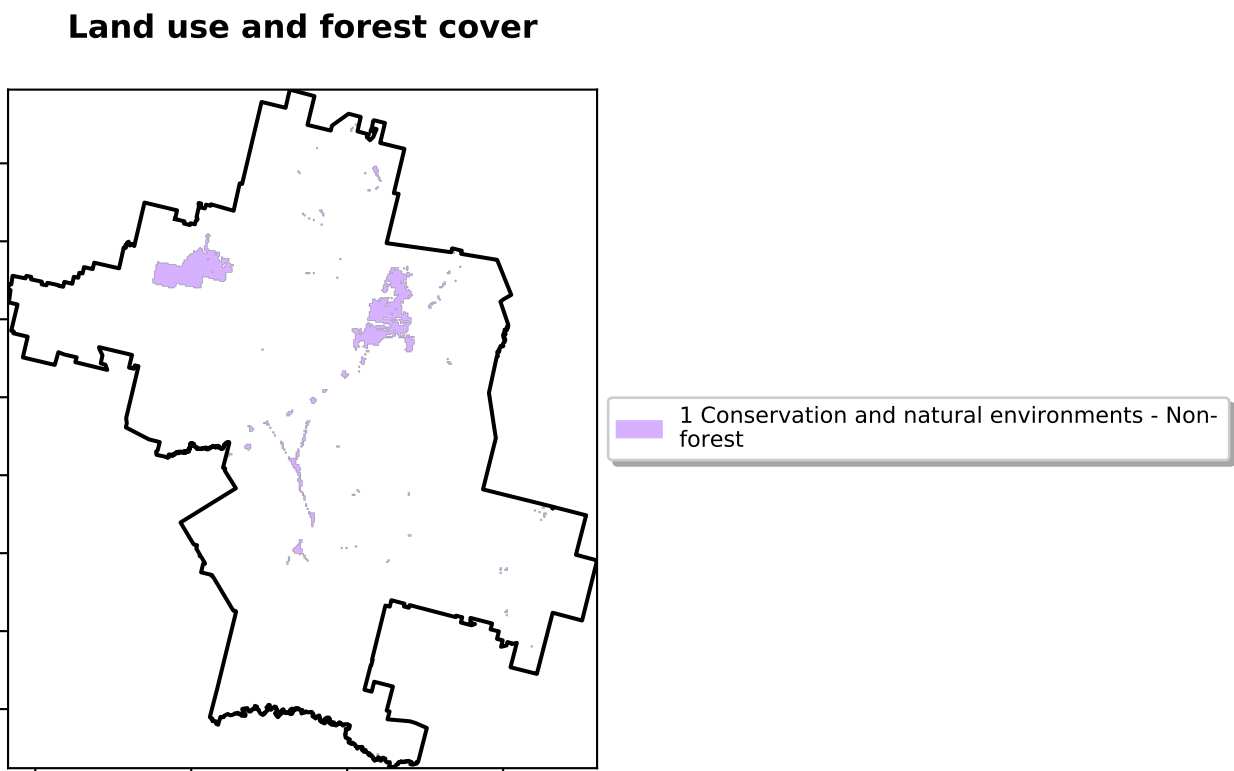 Land use and forest cover
1 Conservation and natural environments - Non-
forest